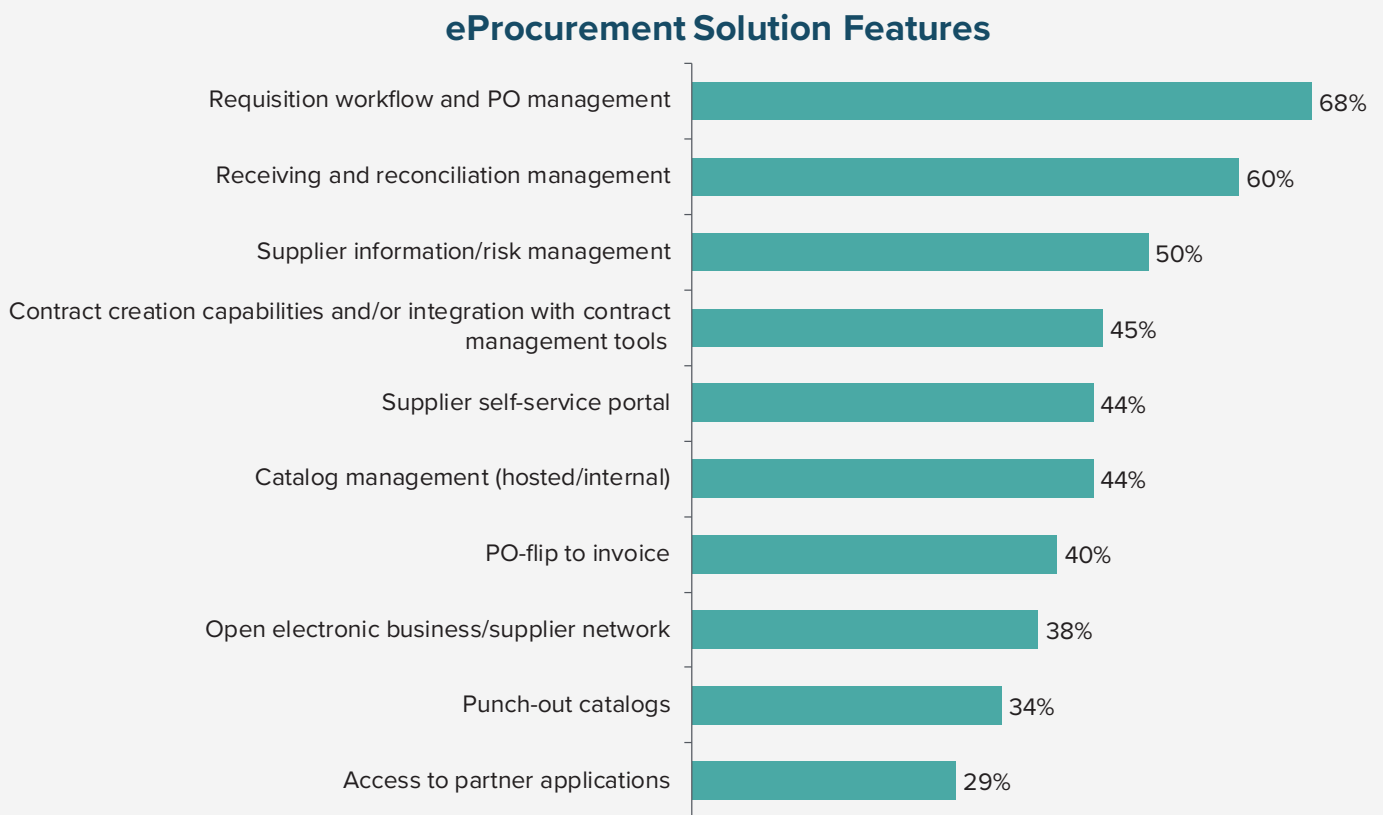 eProcurement Solution Features
Requisition workflow and PO management
68%
Receiving and reconciliation management
60%
Supplier information/risk management
50%
Contract creation capabilities and/or integration with contract
management tools
45%
Supplier self-service portal
44%
Catalog management (hosted/internal)
44%
PO-flip to invoice
40%
Open electronic business/supplier network
38%
Punch-out catalogs
34%
Access to partner applications
29%